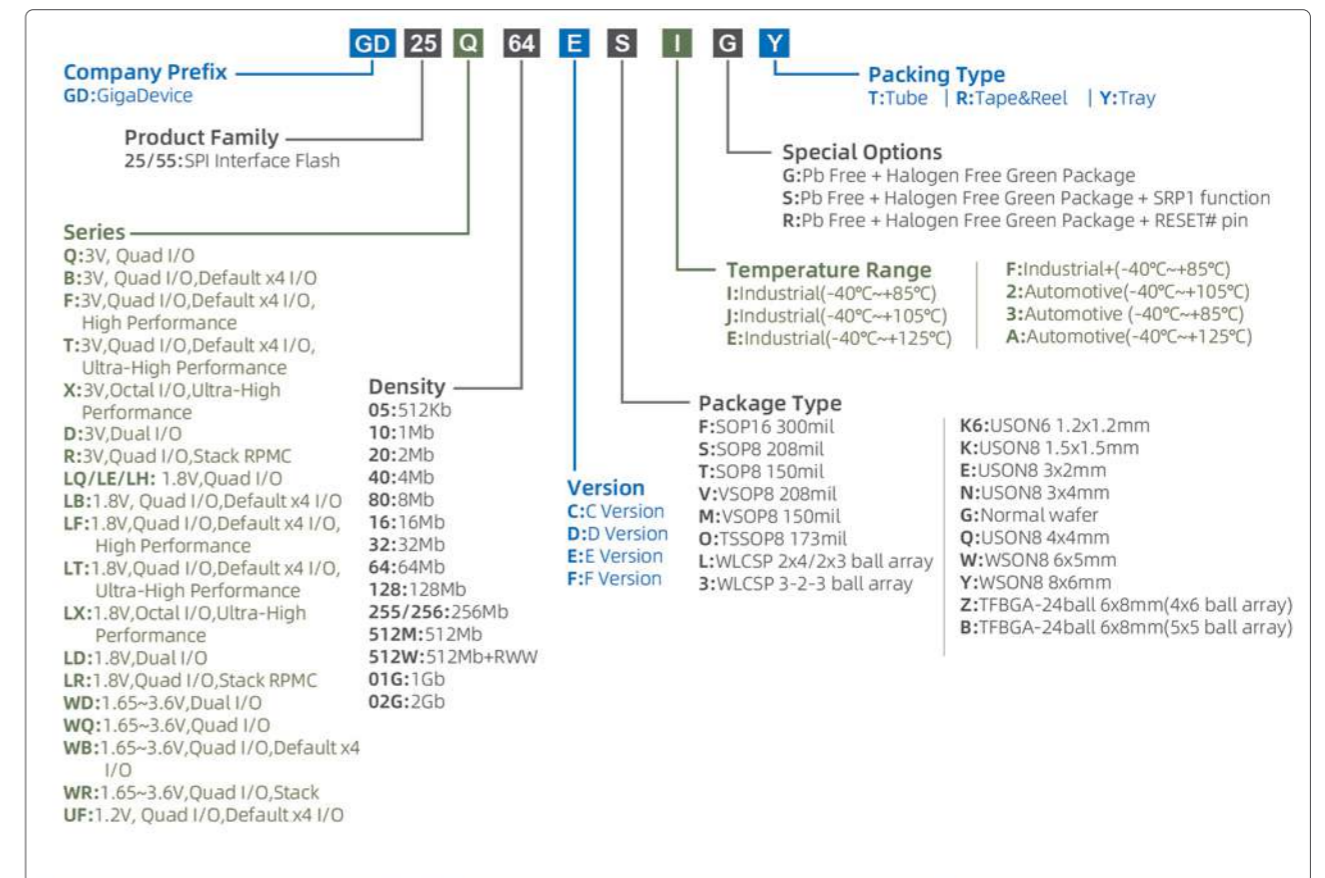 GD 25 Q 64 E S I G Y
Company Prefix
GD:GigaDevice
Packing Type
T:Tube | R:Tape&Reel | Y:Tray
Product Family
25/55:SPI Interface Flash
Special Options
G:Pb Free + Halogen Free Green Package
S:Pb Free + Halogen Free Green Package + SRP1 function
R:Pb Free + Halogen Free Green Package + RESET# pin
Series
Q:3V, Quad I/O
B:3V, Quad I/O,Default x4 I/O
F:3V,Quad I/O,Default x4 I/O,
High Performance
T:3V,Quad I/O,Default x4 I/O,
Ultra-High Performance
X:3V,Octal I/O,Ultra-High
Performance
D:3V,Dual I/O
R:3V,Quad I/O,Stack RPMC
LQ/LE/LH: 1.8V,Quad I/O
LB:1.8V, Quad I/O,Default x4 I/O
LF:1.8V,Quad I/O,Default x4 I/O,
High Performance
LT:1.8V,Quad I/O,Default x4 I/O,
Ultra-High Performance
LX:1.8V,Octal I/O,Ultra-High
Performance
LD:1.8V,Dual I/O
LR:1.8V,Quad I/O,Stack RPMC
WD:1.65~3.6V,Dual I/O
WQ:1.65~3.6V,Quad I/O
WB:1.65~3.6V,Quad I/O,Default x4
I/O
WR:1.65~3.6V,Quad I/O,Stack
UF:1.2V, Quad I/O,Default x4 I/O
Density
05:512Kb
10:1Mb
20:2Mb
40:4Mb
80:8Mb
16:16Mb
32:32Mb
64:64Mb
128:128Mb
255/256:256Mb
512M:512Mb
512W:512Mb+RWW
01G:1Gb
02G:2Gb
Version
C:C Version
D:D Version
E:E Version
F:F Version
Temperature Range
I:Industrial(-40℃~+85℃)
J:Industrial(-40℃~+105℃)
E:Industrial(-40℃~+125℃)
F:Industrial+(-40℃~+85℃)
2:Automotive(-40℃~+105℃)
3:Automotive (-40℃~+85℃)
A:Automotive(-40℃~+125℃)
Package Type
F:SOP16 300mil
S:SOP8 208mil
T:SOP8 150mil
V:VSOP8 208mil
M:VSOP8 150mil
O:TSSOP8 173mil
L:WLCSP 2x4/2x3 ball array
3:WLCSP 3-2-3 ball array
K6:USON6 1.2x1.2mm
K:USON8 1.5x1.5mm
E:USON8 3x2mm
N:USON8 3x4mm
G:Normal wafer
Q:USON8 4x4mm
W:WSON8 6x5mm
Y:WSON8 8x6mm
Z:TFBGA-24ball 6x8mm(4x6 ball array)
B:TFBGA-24ball 6x8mm(5x5 ball array)